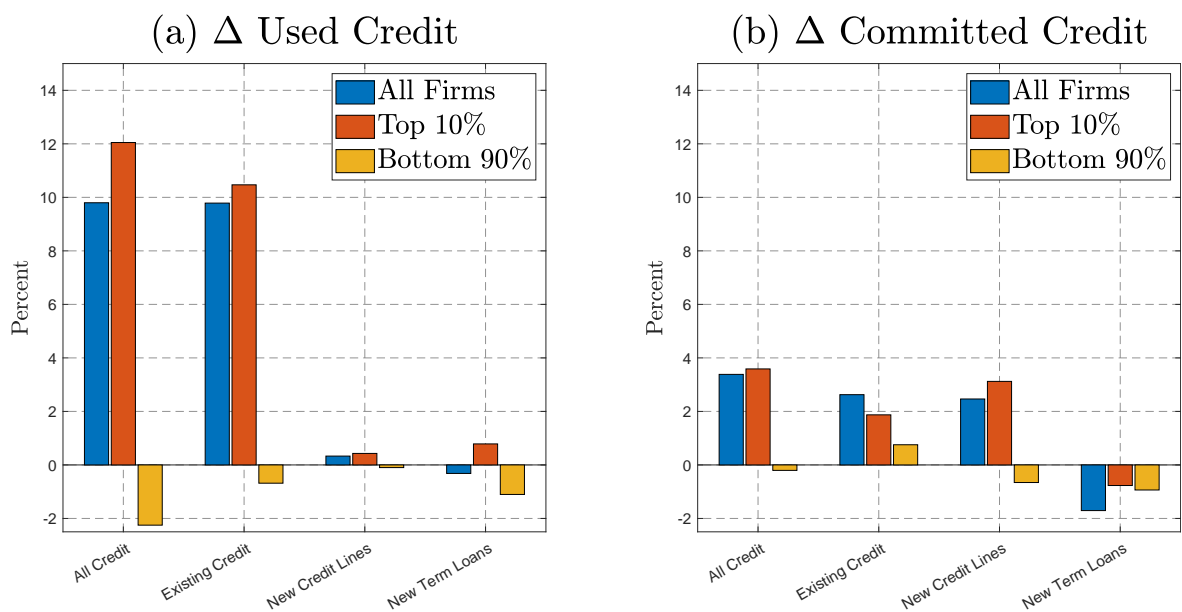 (a) Δ Used Credit
Percent
14
12
10
8
6
4
2
0
-2
All Firms
Top 10%
Bottom 90%
All Credit
Existing Credit
New Credit Lines
New Term Loans
(b) Δ Committed Credit
Percent
14
12
10
8
6
4
2
0
-2
All Firms
Top 10%
Bottom 90%
All Credit
Existing Credit
New Credit Lines
New Term Loans